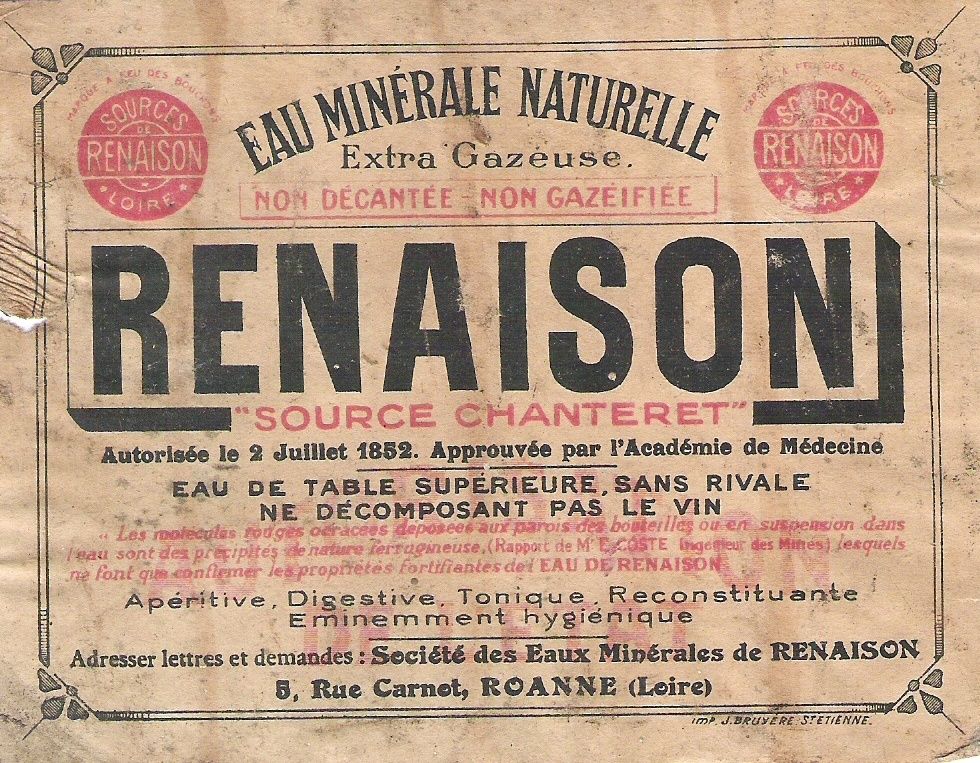 MARQUE A FEU DES BOUCHONS
SOURCES
DE
RENAISON
LOIRE
EAU MINÉRALE NATURELLE
Extra Gazeuse.
MARQUE A FEU DES BOUCHONS
SOURCES
DE
RENAISON
LOIRE
NON DÉCANTÉE NON GAZÉIFIÉE
RENAISON
"SOURCE CHANTERET"
Autorisée le 2 Juillet 1852. Approuvée par l'Académie de Médecine
EAU DE TABLE SUPÉRIEURE, SANS RIVALE
NE DÉCOMPOSANT PAS LE VIN
„ Les molécules rouges ocracées déposées aux parois des bouteilles ou en suspension dans
l'eau sont des précipités de nature ferrugineuse, (Rapport de Mr E. COSTE Ingénieur des Mines) lesquels
ne font que confirmer les propriétés fortifiantes de l'EAU DE RENAISON
Apéritive, Digestive, Tonique, Reconstituante
Eminemment hygiénique
Adresser lettres et demandes : Société des Eaux Minérales de RENAISON
5, Rue Carnot, ROANNE (Loire)
IMP. J. BRUYÈRE ST ETIENNE.